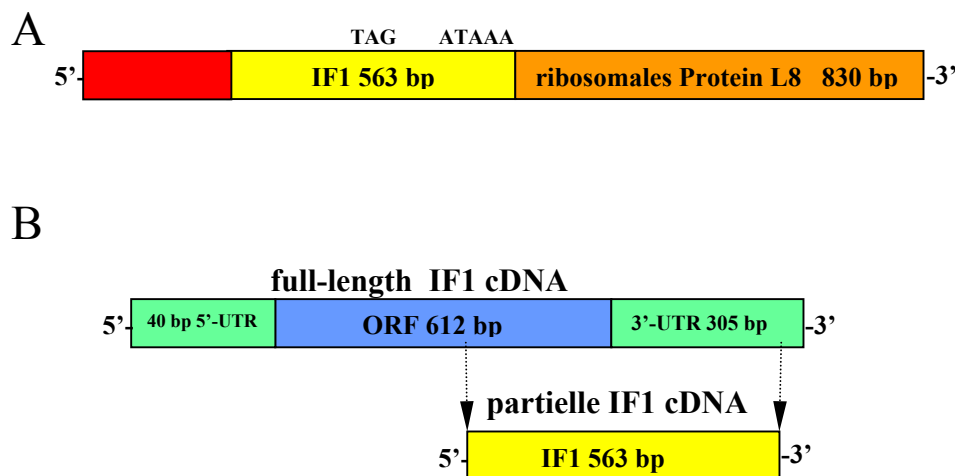 A
TAG ATAAA
5’- IF1 563 bp ribosomales Protein L8 830 bp -3’
B
full-length IF1 cDNA
5’- 40 bp 5’-UTR ORF 612 bp 3’-UTR 305 bp -3’
partielle IF1 cDNA
5’- IF1 563 bp -3’